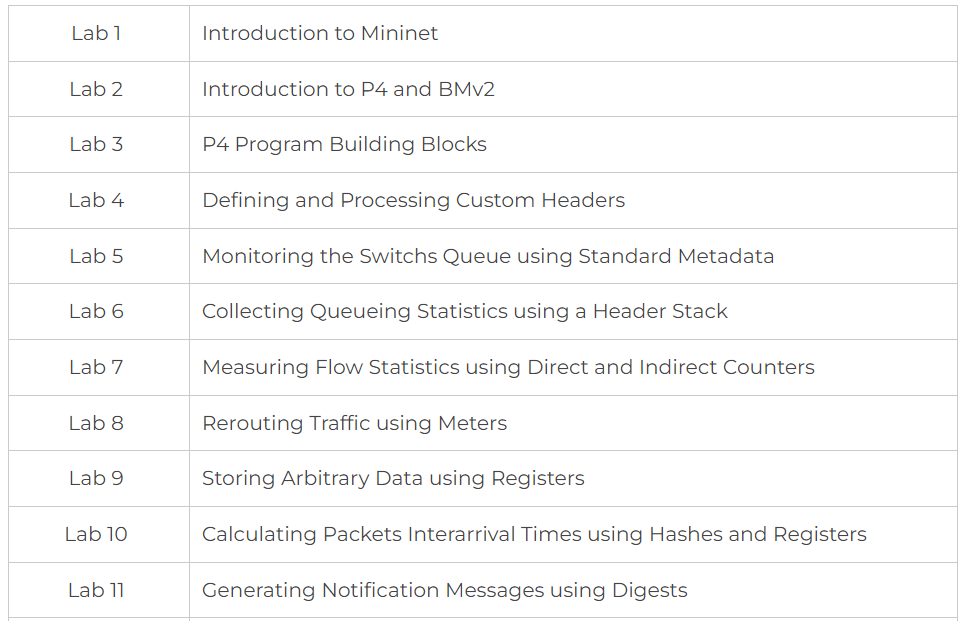 Lab 1 Introduction to Mininet
Lab 2 Introduction to P4 and BMv2
Lab 3 P4 Program Building Blocks
Lab 4 Defining and Processing Custom Headers
Lab 5 Monitoring the Switchs Queue using Standard Metadata
Lab 6 Collecting Queueing Statistics using a Header Stack
Lab 7 Measuring Flow Statistics using Direct and Indirect Counters
Lab 8 Rerouting Traffic using Meters
Lab 9 Storing Arbitrary Data using Registers
Lab 10 Calculating Packets Interarrival Times using Hashes and Registers
Lab 11 Generating Notification Messages using Digests